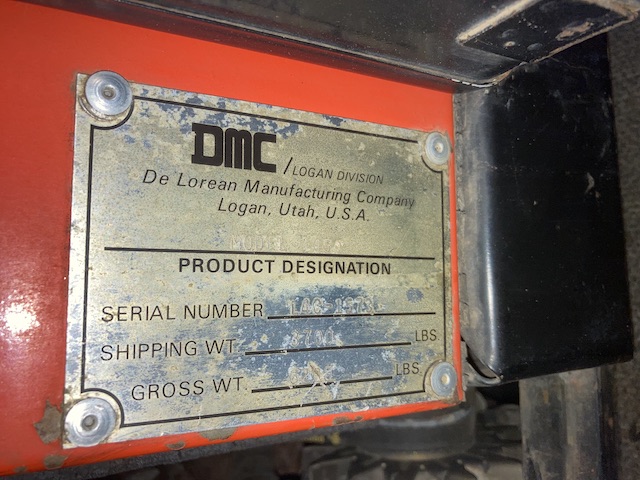 DMC / LOGAN DIVISION
De Lorean Manufacturing Company
Logan, Utah, U.S.A.
MODEL
PRODUCT DESIGNATION
SERIAL NUMBER
SHIPPING WT. LBS.
GROSS WT. LBS.